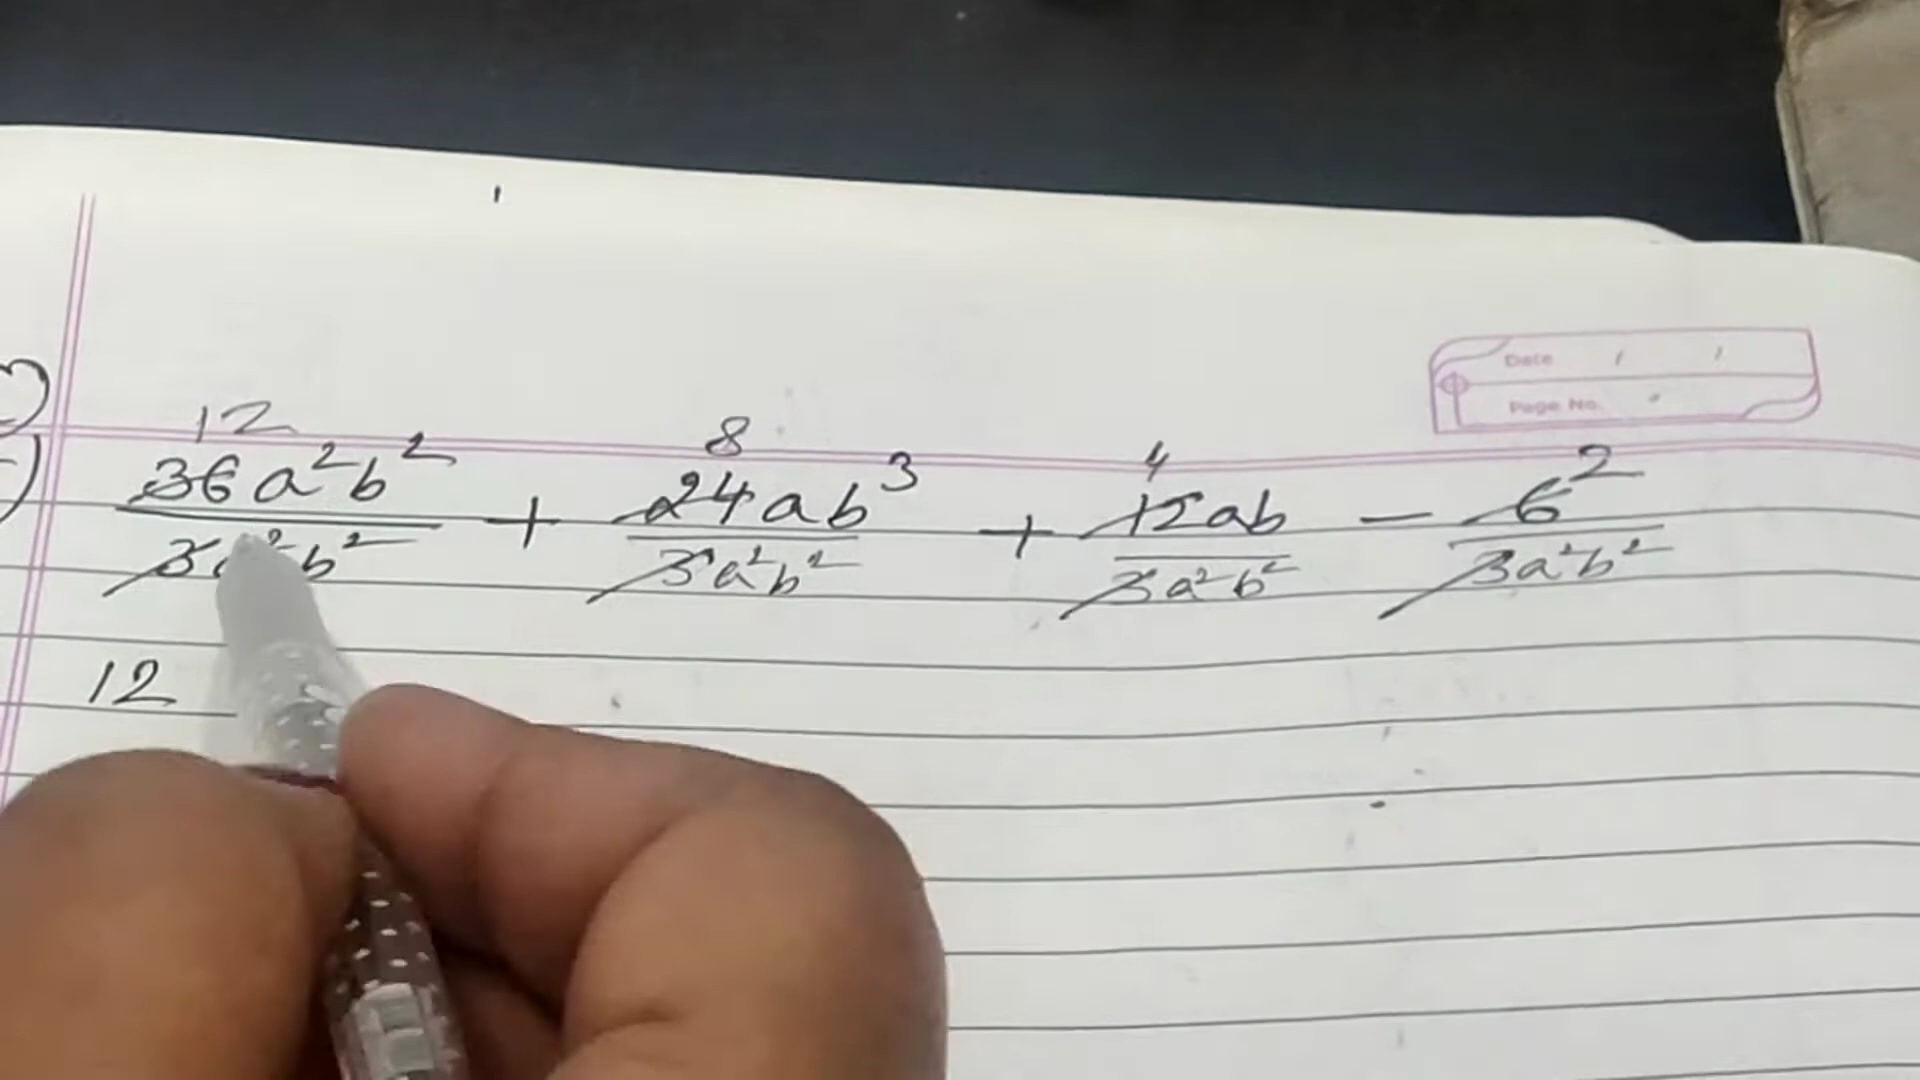 Date / /
Page No.
12 8 4 2
36a²b² + 24ab³ + 12ab − 6
3a²b² 3a²b² 3a²b² 3a²b²
12